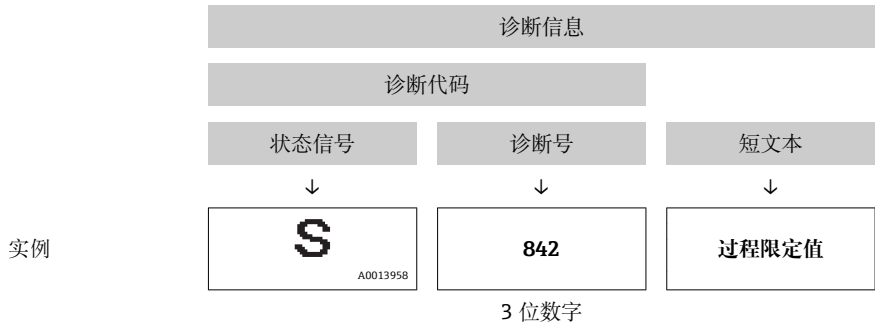 诊断信息
诊断代码
状态信号 诊断号 短文本
↓ ↓ ↓
实例 S 842 过程限定值
A0013958
3 位数字